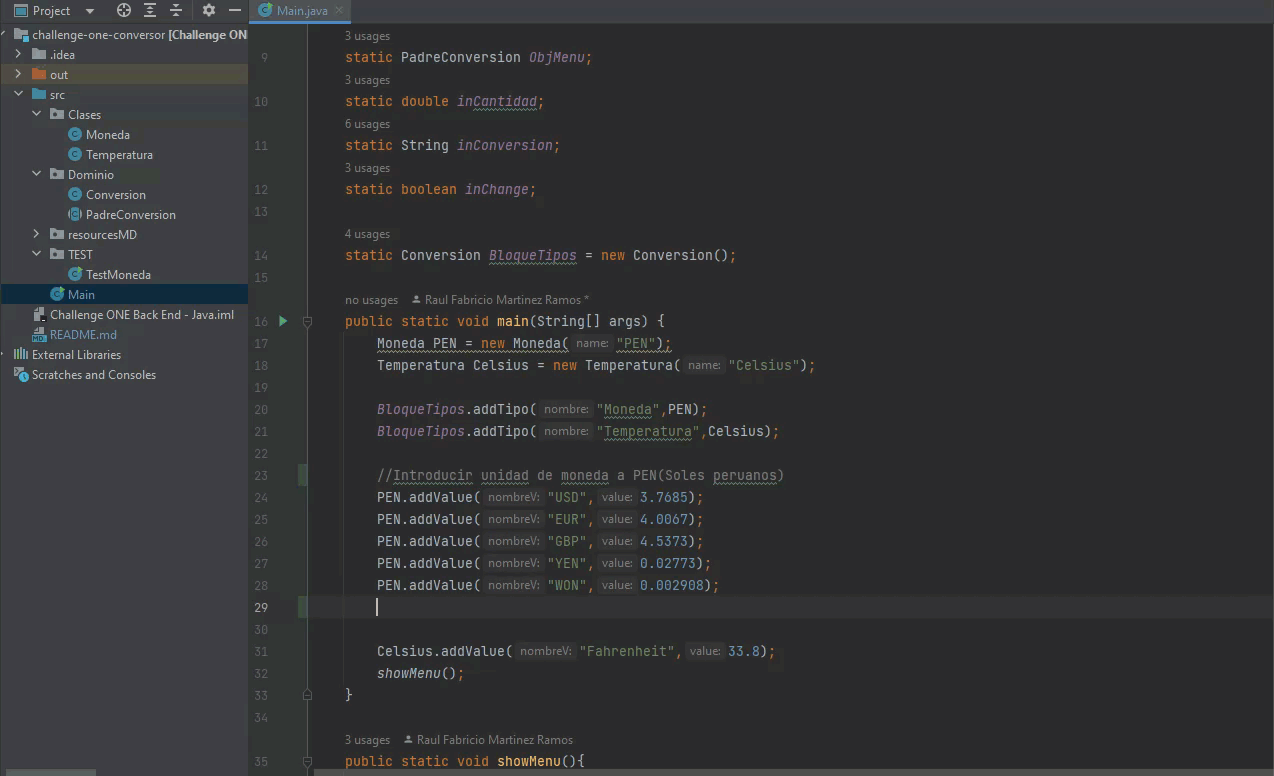 Project
Main.java
challenge-one-conversor [Challenge ON
.idea
out
src
Clases
Moneda
Temperatura
Dominio
Conversion
PadreConversion
resourcesMD
TEST
TestMoneda
Main
Challenge ONE Back End - Java.iml
README.md
External Libraries
Scratches and Consoles
3 usages
9 static PadreConversion ObjMenu;
3 usages
10 static double inCantidad;
6 usages
11 static String inConversion;
3 usages
12 static boolean inChange;
13
4 usages
14 static Conversion BloqueTipos = new Conversion();
15
no usages Raul Fabricio Martinez Ramos *
16 public static void main(String[] args) {
17 Moneda PEN = new Moneda( name: "PEN");
18 Temperatura Celsius = new Temperatura( name: "Celsius");
19
20 BloqueTipos.addTipo( nombre: "Moneda",PEN);
21 BloqueTipos.addTipo( nombre: "Temperatura",Celsius);
22
23 //Introducir unidad de moneda a PEN(Soles peruanos)
24 PEN.addValue( nombreV: "USD", value: 3.7685);
25 PEN.addValue( nombreV: "EUR", value: 4.0067);
26 PEN.addValue( nombreV: "GBP", value: 4.5373);
27 PEN.addValue( nombreV: "YEN", value: 0.02773);
28 PEN.addValue( nombreV: "WON", value: 0.002908);
29
30
31 Celsius.addValue( nombreV: "Fahrenheit", value: 33.8);
32 showMenu();
33 }
34
3 usages Raul Fabricio Martinez Ramos
35 public static void showMenu(){